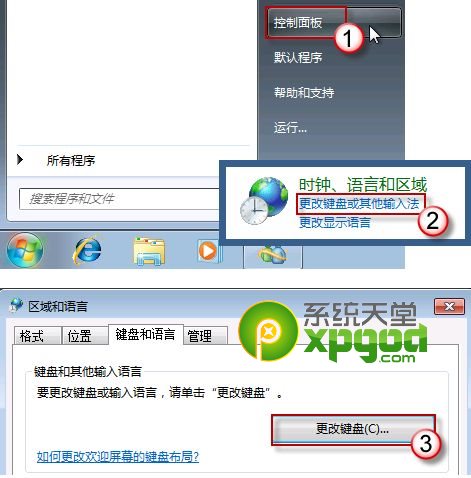 控制面板
1
默认程序
帮助和支持
运行...
所有程序
搜索程序和文件
时钟、语言和区域
更改键盘或其他输入法
2
更改显示语言
区域和语言
格式 位置 键盘和语言 管理
系统天堂
xpgod.com
键盘和其他输入语言
要更改键盘或输入语言，请单击“更改键盘”。
更改键盘(C)...
3
如何更改欢迎屏幕的键盘布局?